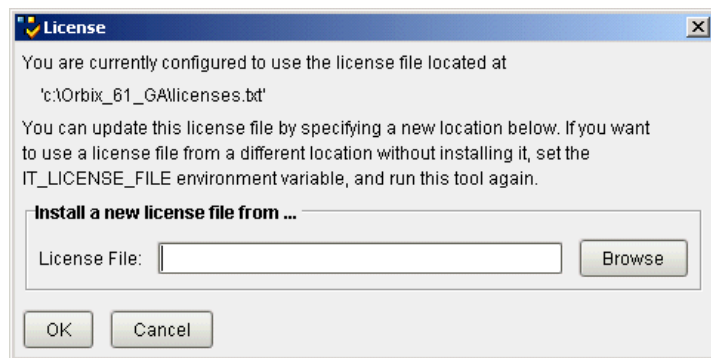 License
You are currently configured to use the license file located at
'c:\Orbix_61_GA\licenses.txt'
You can update this license file by specifying a new location below. If you want
to use a license file from a different location without installing it, set the
IT_LICENSE_FILE environment variable, and run this tool again.
Install a new license file from ...
License File:
Browse
OK
Cancel